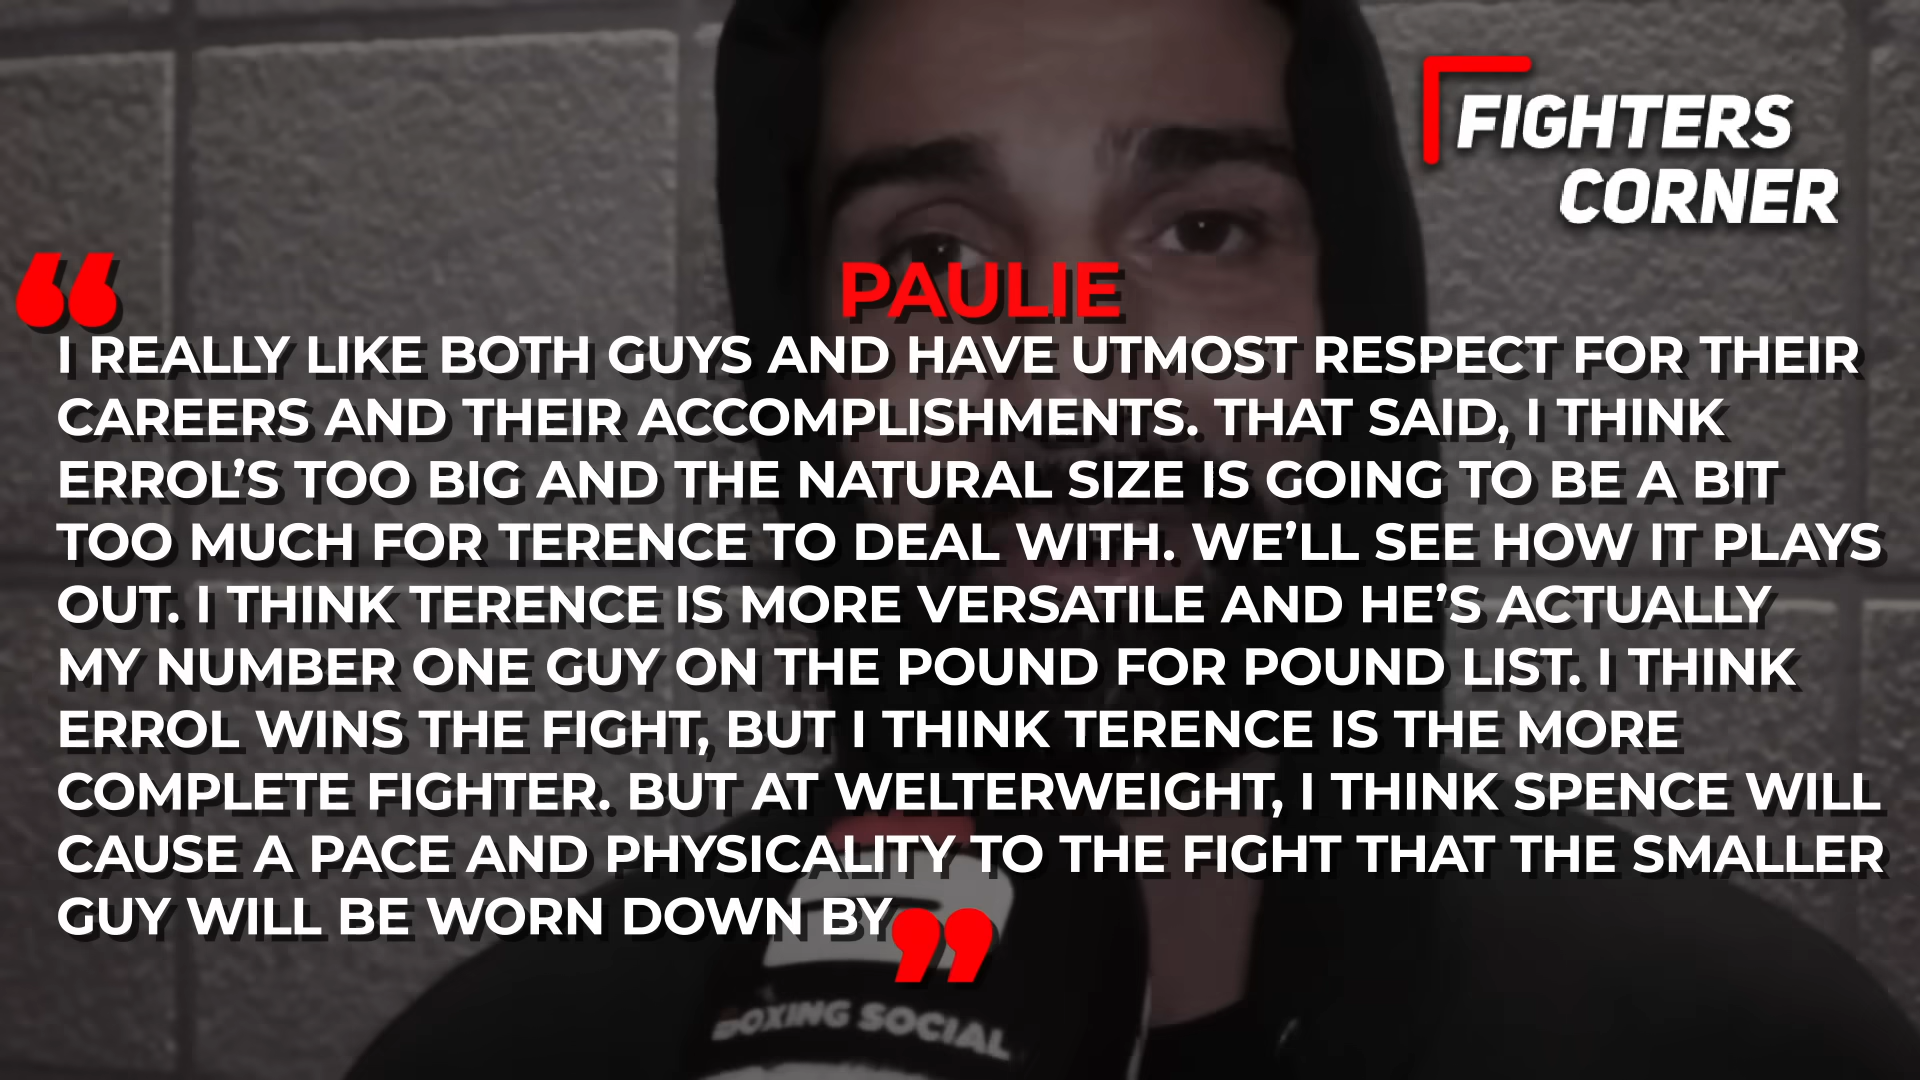 FIGHTERS
CORNER
PAULIE
“
I REALLY LIKE BOTH GUYS AND HAVE UTMOST RESPECT FOR THEIR
CAREERS AND THEIR ACCOMPLISHMENTS. THAT SAID, I THINK
ERROL’S TOO BIG AND THE NATURAL SIZE IS GOING TO BE A BIT
TOO MUCH FOR TERENCE TO DEAL WITH. WE’LL SEE HOW IT PLAYS
OUT. I THINK TERENCE IS MORE VERSATILE AND HE’S ACTUALLY
MY NUMBER ONE GUY ON THE POUND FOR POUND LIST. I THINK
ERROL WINS THE FIGHT, BUT I THINK TERENCE IS THE MORE
COMPLETE FIGHTER. BUT AT WELTERWEIGHT, I THINK SPENCE WILL
CAUSE A PACE AND PHYSICALITY TO THE FIGHT THAT THE SMALLER
GUY WILL BE WORN DOWN BY”
BOXING SOCIAL